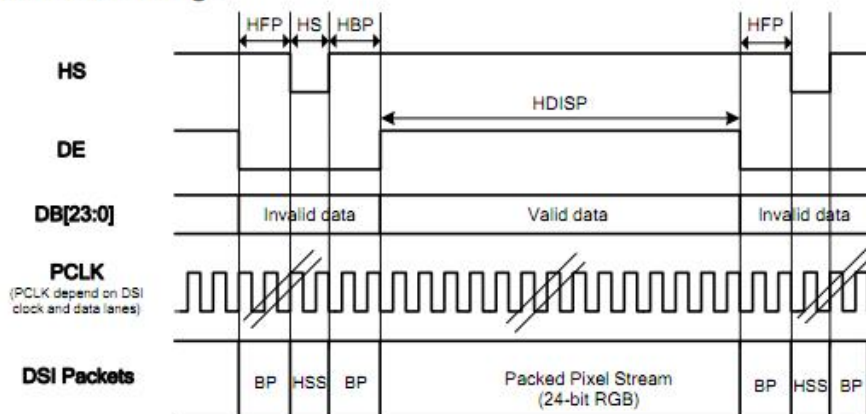 HFP HS HBP HFP
HS
HDISP
DE
DB[23:0] Invalid data Valid data Invalid data
PCLK
(PCLK depend on DSI
clock and data lanes)
DSI Packets BP HSS BP Packed Pixel Stream BP HSS BP
(24-bit RGB)